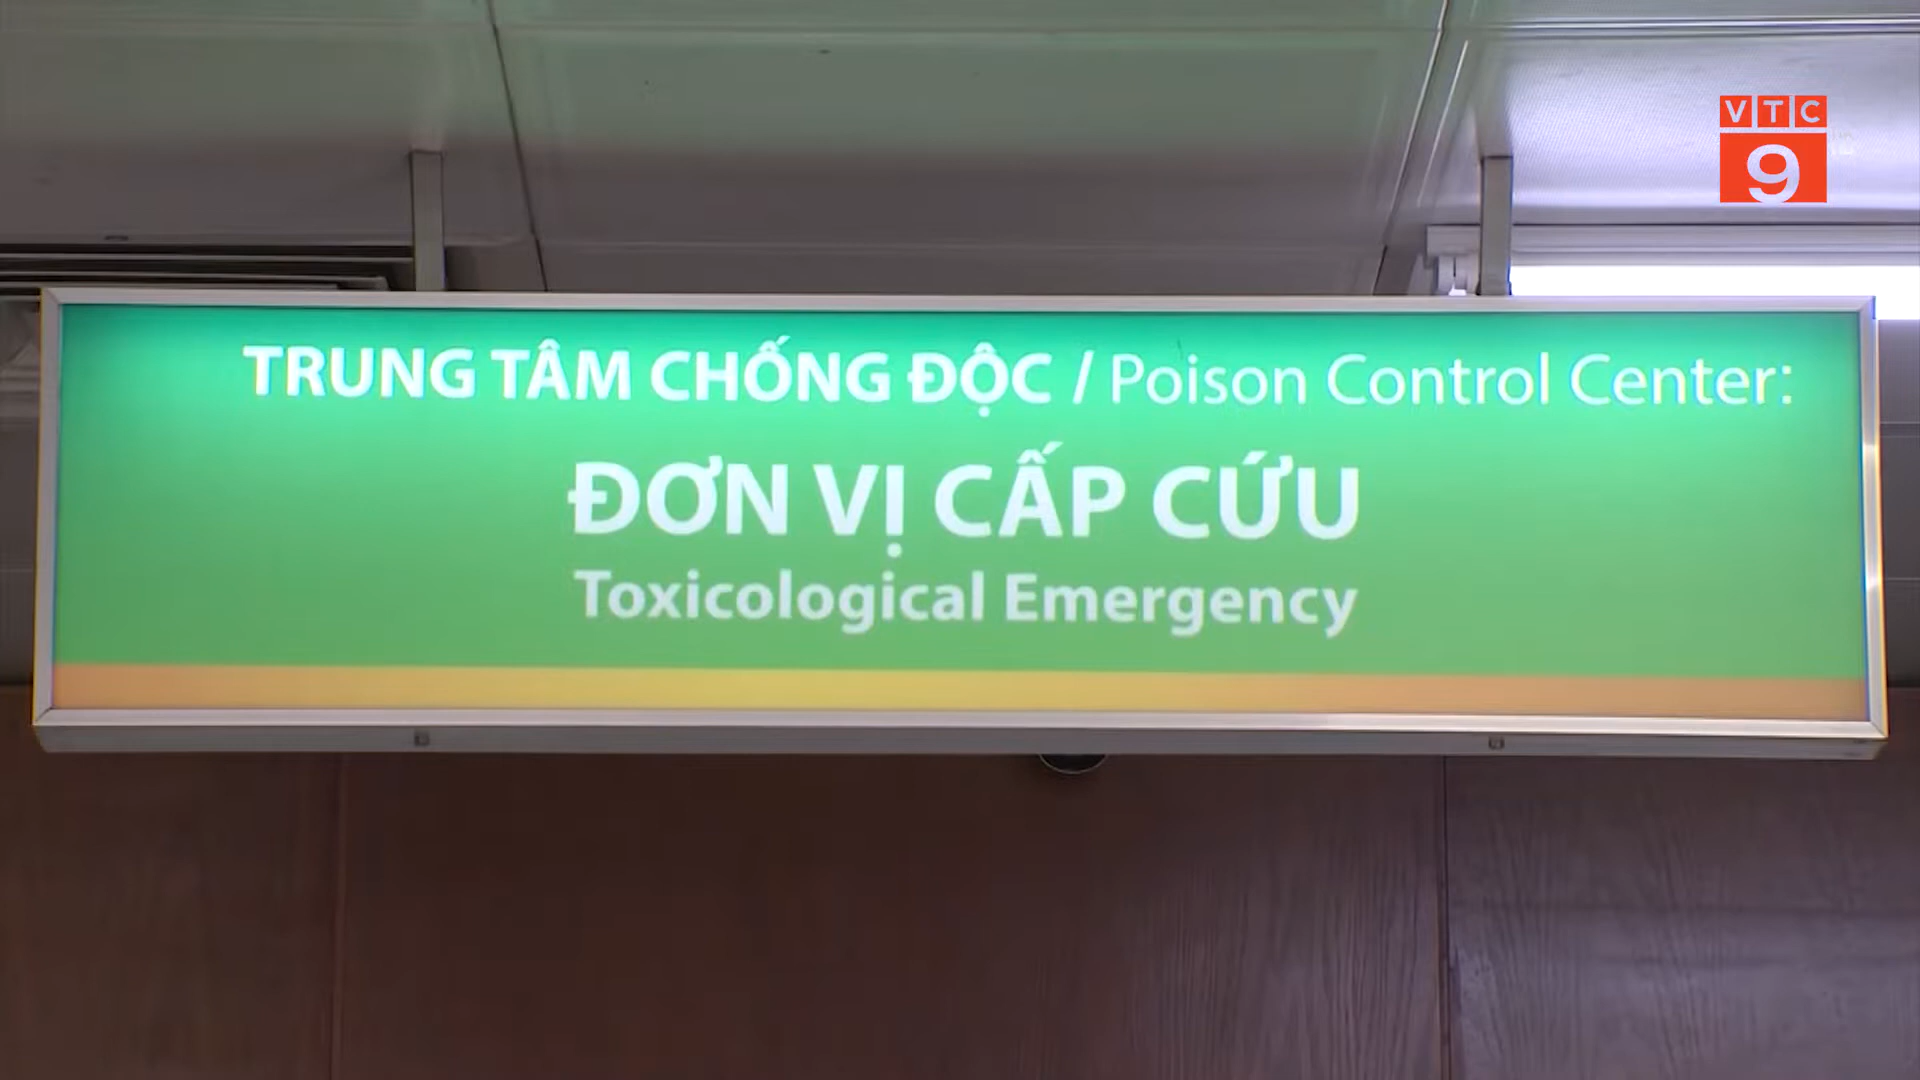 VTC
9
TRUNG TÂM CHỐNG ĐỘC / Poison Control Center:
ĐƠN VỊ CẤP CỨU
Toxicological Emergency